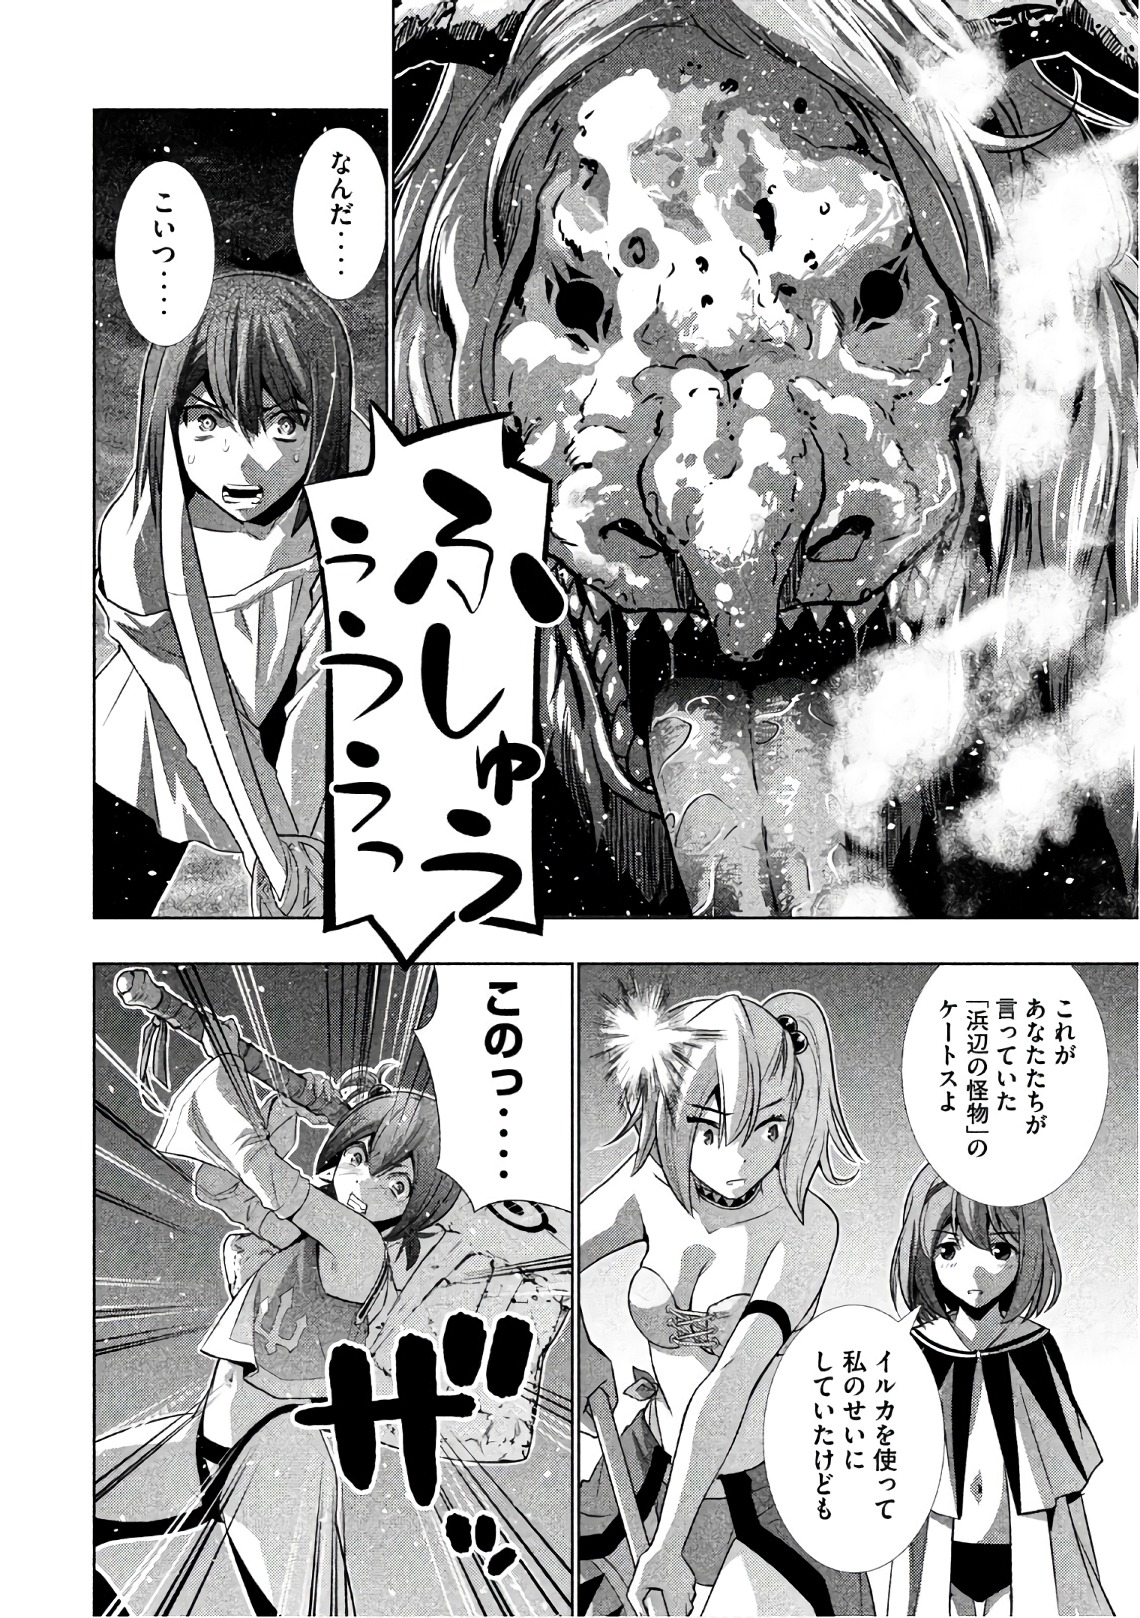 なんだ‥‥
こいつ‥‥
ふしゅう
うううぅっ
これが
あなたたちが
言っていた
「浜辺の怪物」の
ケートスよ
イルカを使って
私のせいに
していたけども
このっ‥‥
ザッ